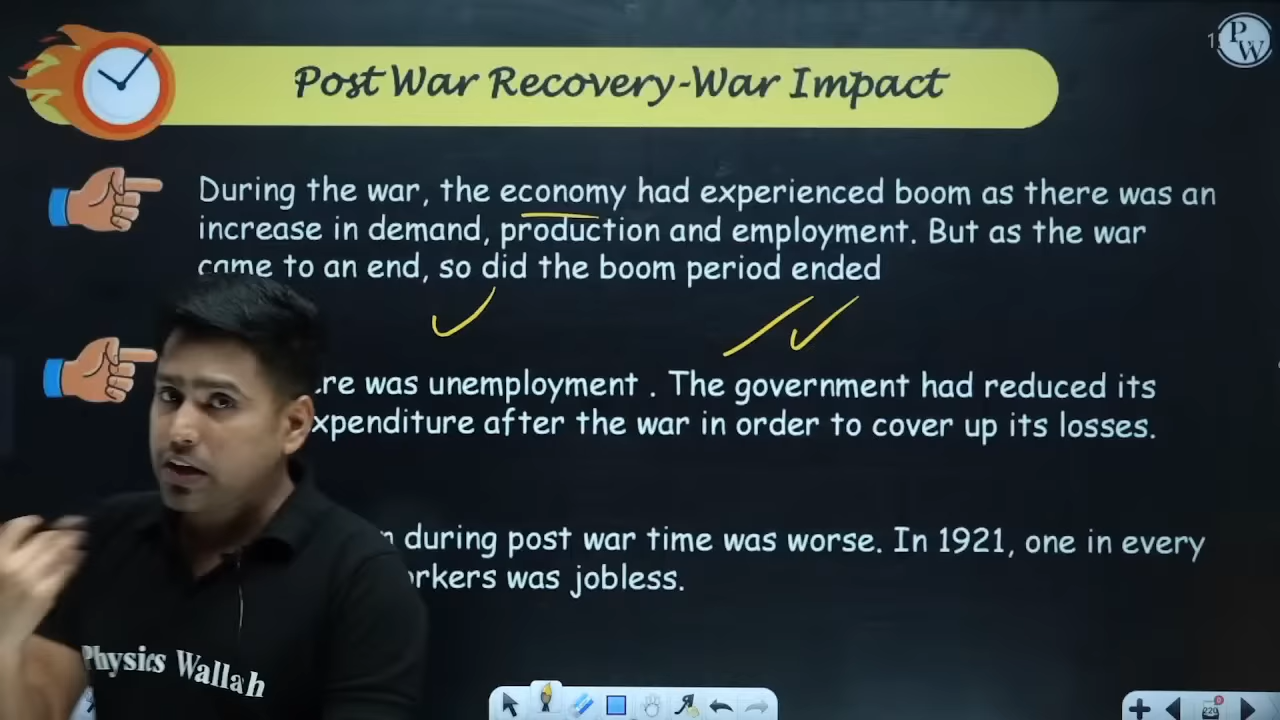 Post War Recovery-War Impact
PW
During the war, the economy had experienced boom as there was an
increase in demand, production and employment. But as the war
came to an end, so did the boom period ended
was unemployment . The government had reduced its
after the war in order to cover up its losses.
during post war time was worse. In 1921, one in every
was jobless.
Physics Wallah
220